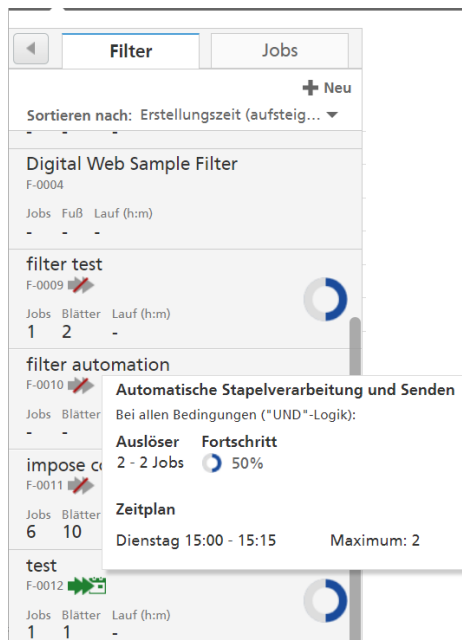 Filter Jobs
Neu
Sortieren nach: Erstellungszeit (aufsteig...
- - -
Digital Web Sample Filter
F-0004
Jobs Fuß Lauf (h:m)
- - -
filter test
F-0009
Jobs Blätter Lauf (h:m)
1 2 -
filter automation
F-0010
Jobs Blätter
- -
Automatische Stapelverarbeitung und Senden
Bei allen Bedingungen ("UND"-Logik):
Auslöser Fortschritt
2 - 2 Jobs 50%
Zeitplan
Dienstag 15:00 - 15:15 Maximum: 2
impose
F-0011
Jobs Blätter
6 10
test
F-0012
Jobs Blätter Lauf (h:m)
1 1 -